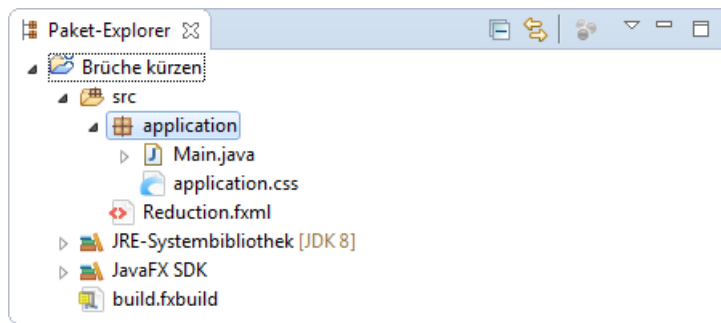 Paket-Explorer
Brüche kürzen
src
application
Main.java
application.css
Reduction.fxml
JRE-Systembibliothek [JDK 8]
JavaFX SDK
build.fxbuild